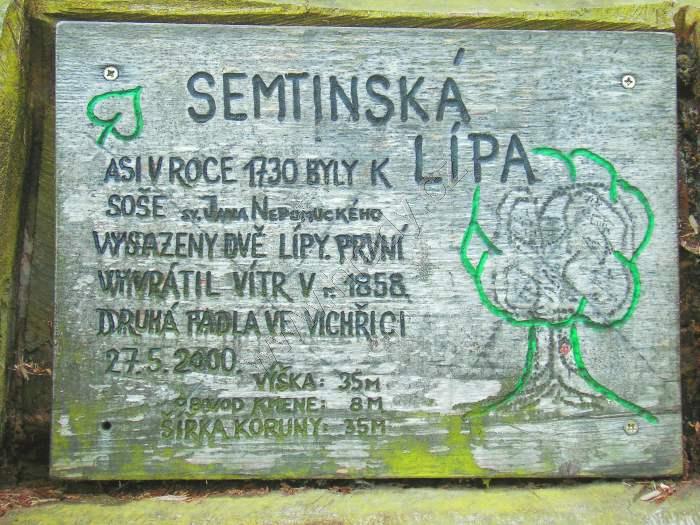 SEMTINSKÁ
LÍPA
ASI V ROCE 1730 BYLY K
SOŠE SV. JANA NEPOMUCKÉHO
VYSAZENY DVĚ LÍPY. PRVNÍ
VYVRÁTIL VÍTR V r. 1858,
DRUHÁ PADLA VE VICHŘICI
27.5.2000.
VÝŠKA: 35M
OBVOD KMENE: 8M
ŠÍRKA KORUNY: 35M